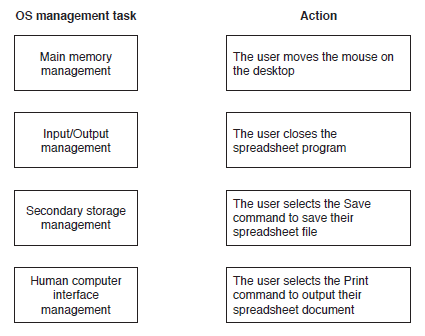 OS management task
Action
Main memory
management
The user moves the mouse on
the desktop
Input/Output
management
The user closes the
spreadsheet program
Secondary storage
management
The user selects the Save
command to save their
spreadsheet file
Human computer
interface
management
The user selects the Print
command to output their
spreadsheet document